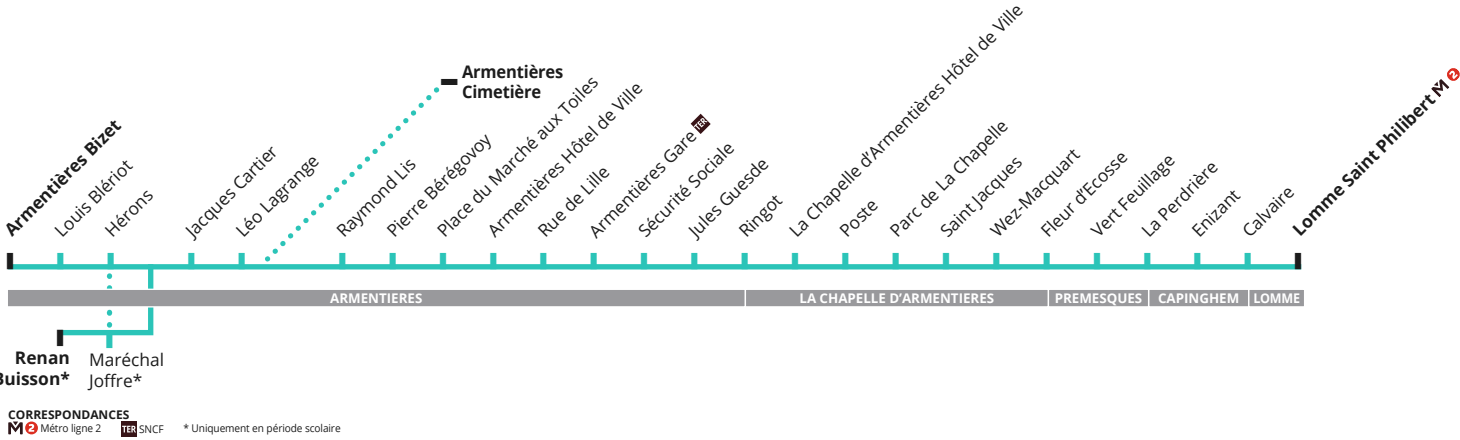 Armentières Bizet
Louis Blériot
Hérons
Jacques Cartier
Léo Lagrange
Armentières
Cimetière
Raymond Lis
Pierre Bérégovoy
Place du Marché aux Toiles
Armentières Hôtel de Ville
Rue de Lille
Armentières Gare TER
Sécurité Sociale
Jules Guesde
Ringot
La Chapelle d'Armentières Hôtel de Ville
Poste
Parc de La Chapelle
Saint Jacques
Wez-Macquart
Fleur d'Ecosse
Vert Feuillage
La Perdrière
Enizant
Calvaire
Lomme Saint Philibert M 2
ARMENTIERES
LA CHAPELLE D'ARMENTIERES
PREMESQUES
CAPINGHEM
LOMME
Renan
Buisson*
Maréchal
Joffre*
CORRESPONDANCES
M 2 Métro ligne 2 TER SNCF * Uniquement en période scolaire